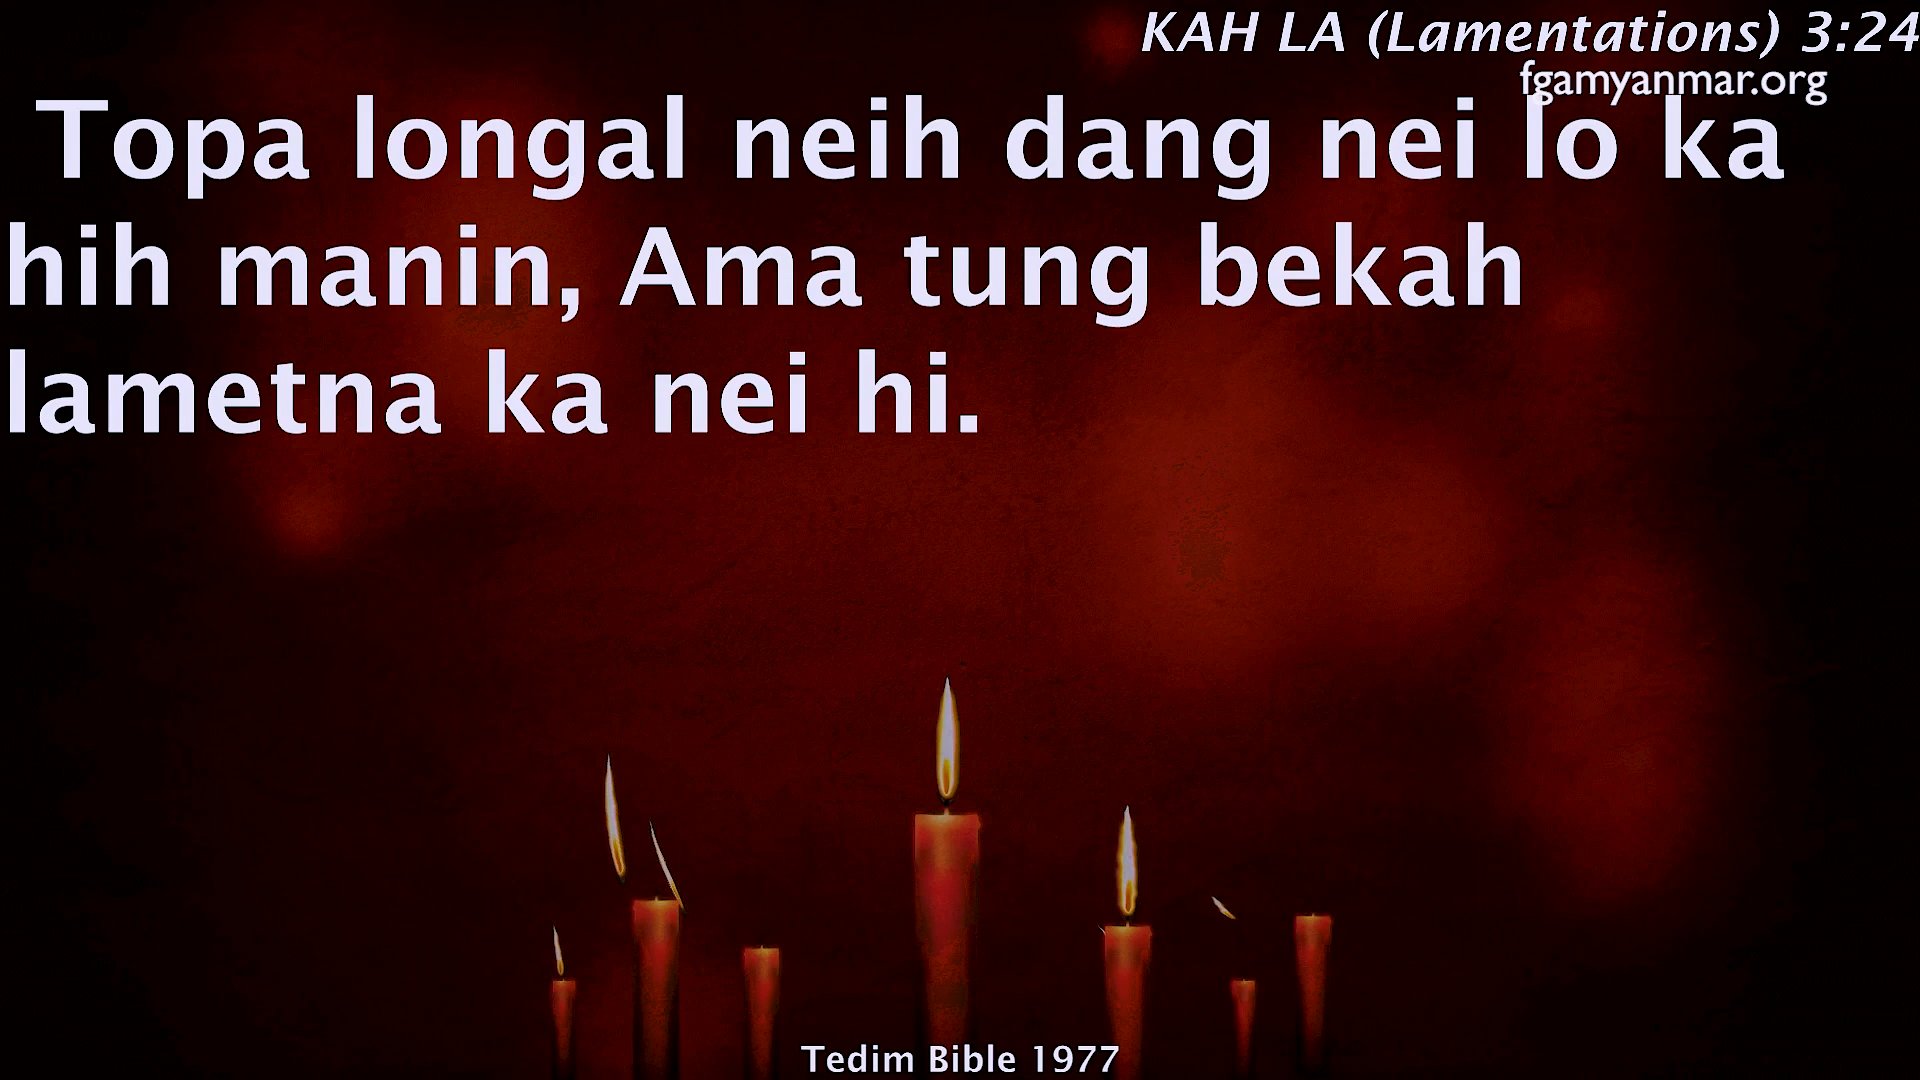 KAH LA (Lamentations) 3:24
fgamyanmar.org
Topa longal neih dang nei lo ka
hih manin, Ama tung bekah
lametna ka nei hi.
Tedim Bible 1977